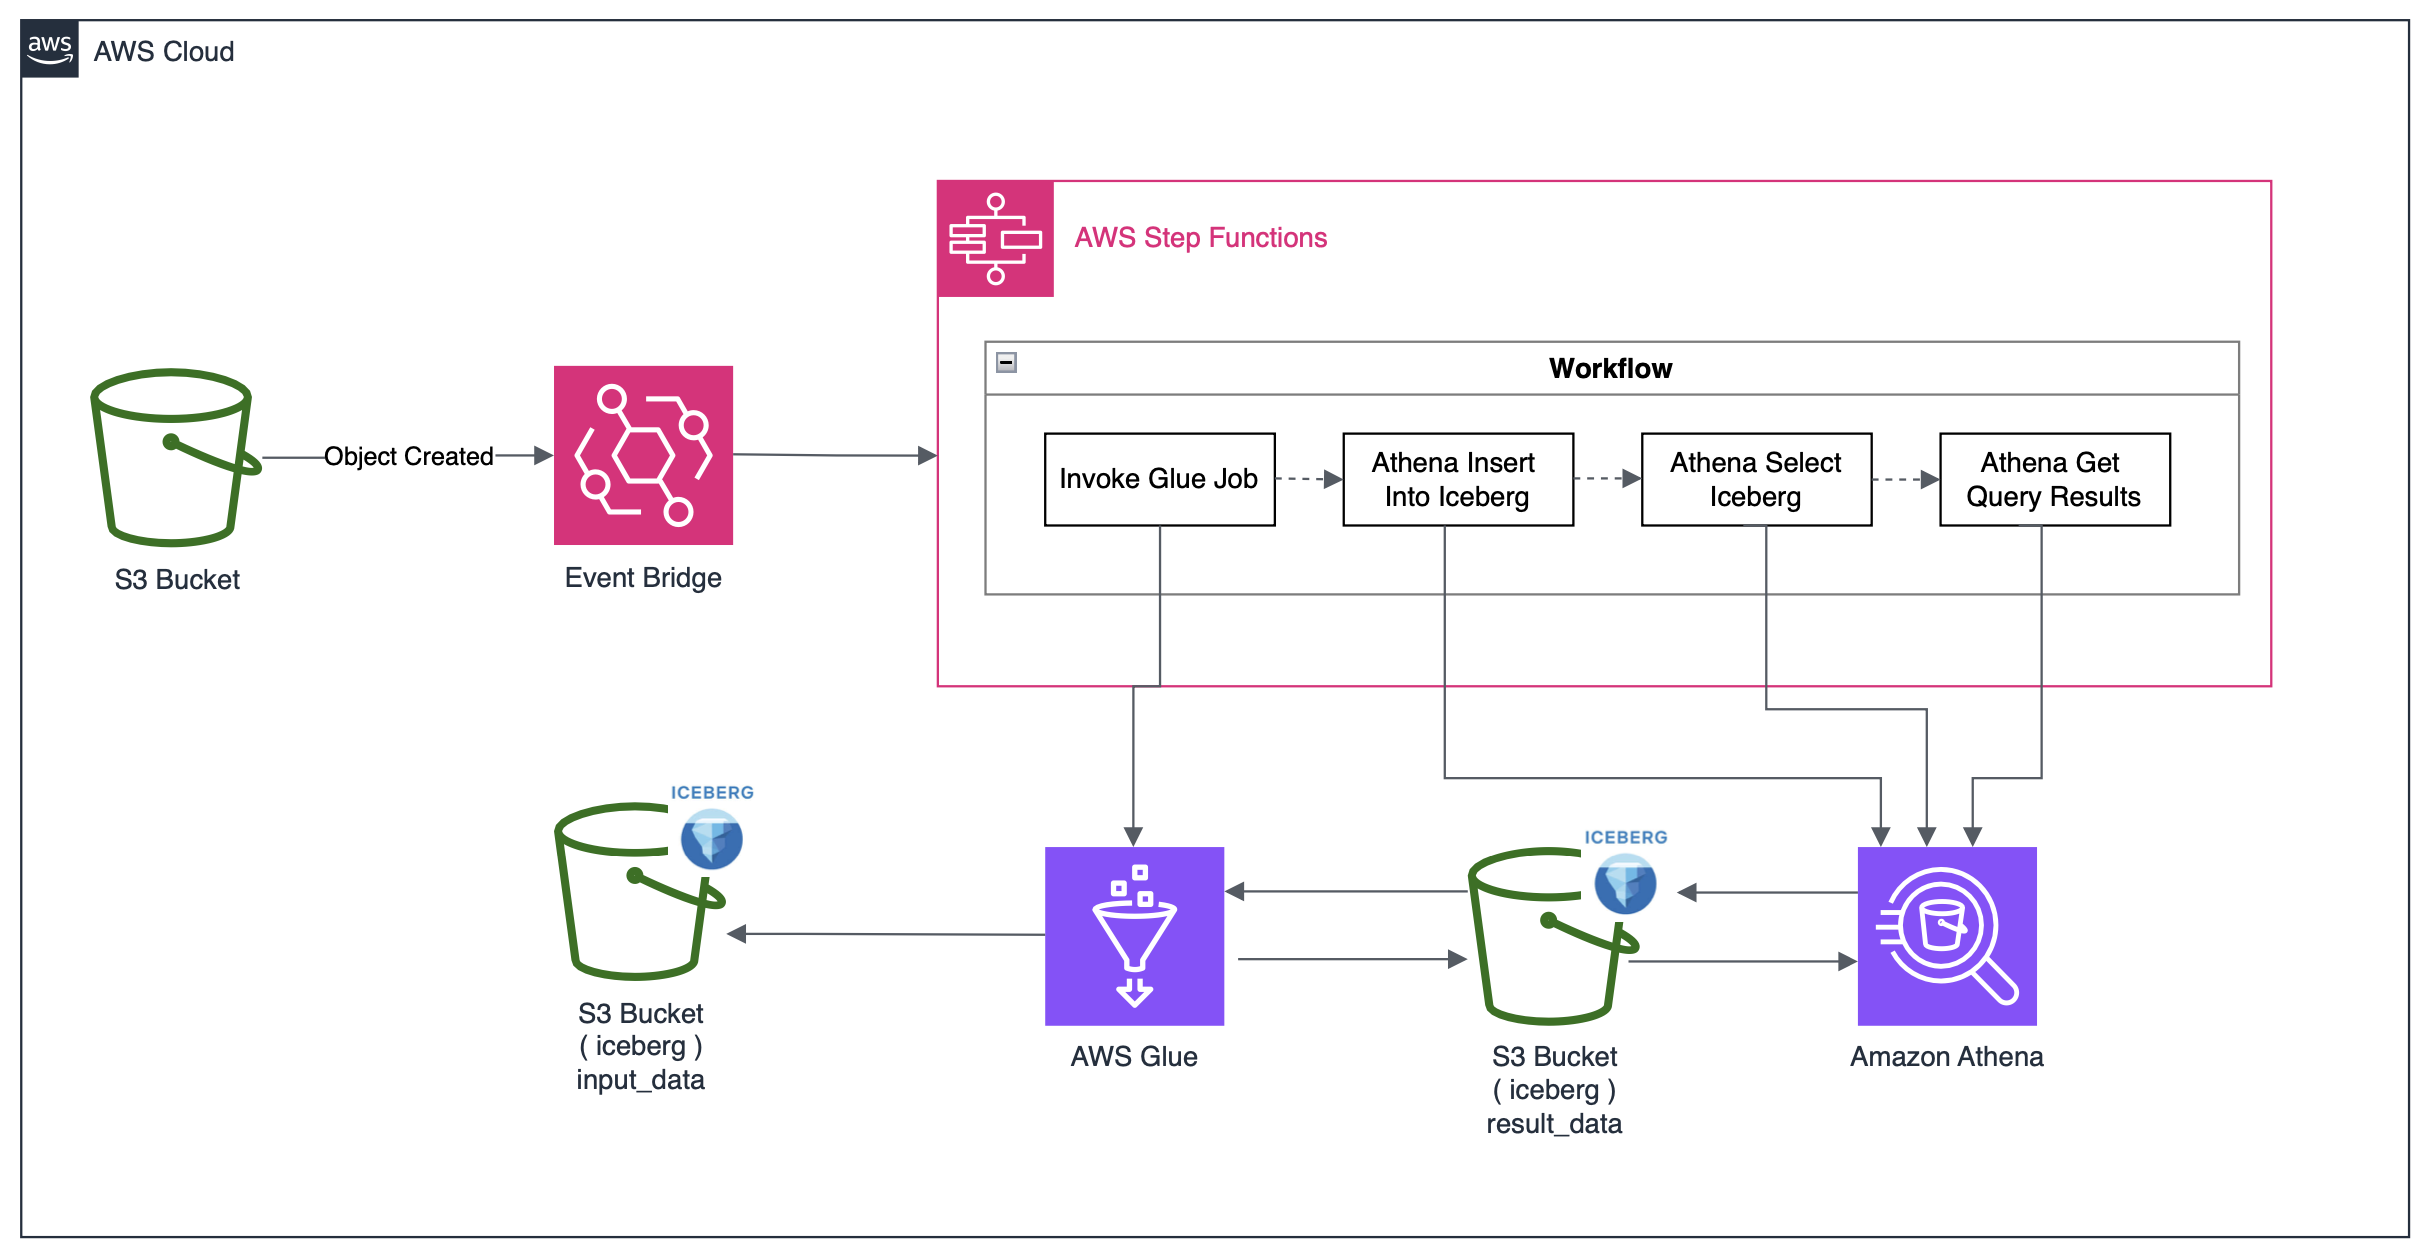 aws
AWS Cloud
AWS Step Functions
Workflow
Invoke Glue Job
Athena Insert
Into Iceberg
Athena Select
Iceberg
Athena Get
Query Results
Object Created
S3 Bucket
Event Bridge
ICEBERG
S3 Bucket
( iceberg )
input_data
AWS Glue
ICEBERG
S3 Bucket
( iceberg )
result_data
Amazon Athena